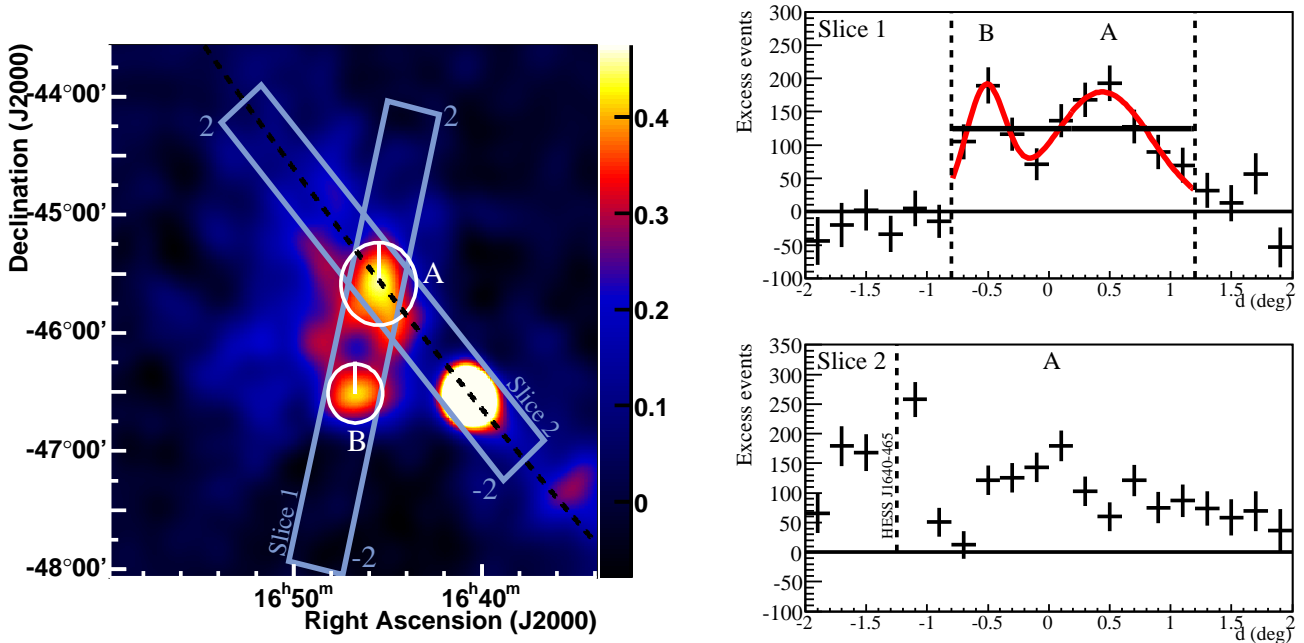 Declination (J2000)
-44°00'
-45°00'
-46°00'
-47°00'
-48°00'
16h50m
16h40m
Right Ascension (J2000)
2
2
A
B
Slice 2
Slice 1
-2
-2
0.4
0.3
0.2
0.1
0
Excess events
300
250
200
150
100
50
0
-50
-100
Slice 1
B
A
-2
-1.5
-1
-0.5
0
0.5
1
1.5
2
d (deg)
Excess events
350
300
250
200
150
100
50
0
-50
-100
Slice 2
A
HESS J1640-465
-2
-1.5
-1
-0.5
0
0.5
1
1.5
2
d (deg)